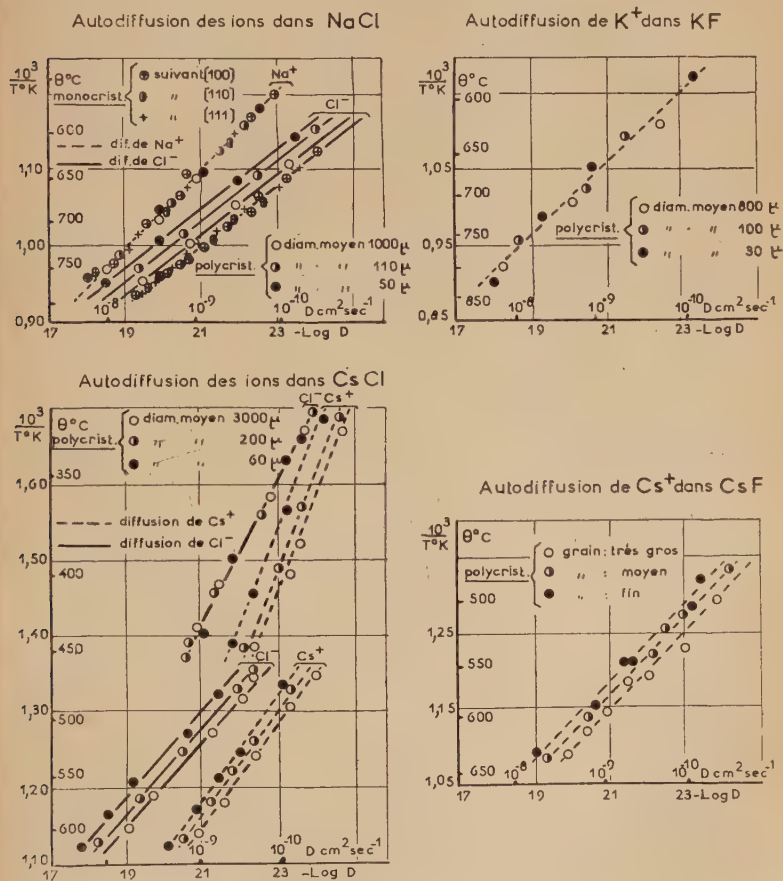 Autodiffusion des ions dans NaCl
10³
T°K
θ°C
monocrist.
⊕ suivant [100]
◑ " [110]
+ " [111]
--- dif. de Na⁺
— dif. de Cl⁻
Na⁺
Cl⁻
600
1,10
650
700
1,00
750
0,90
polycrist.
○ diam. moyen 1000 μ
◑ " " 110 μ
● " " 50 μ
10⁻⁸
10⁻⁹
10⁻¹⁰
D cm² sec⁻¹
17
19
21
23 -Log D
Autodiffusion de K⁺ dans KF
10³
T°K
θ°C
600
650
1,05
700
750
0,95
850
0,85
polycrist.
○ diam. moyen 800 μ
◑ " " 100 μ
● " " 30 μ
10⁻⁸
10⁻⁹
10⁻¹⁰
D cm² sec⁻¹
17
19
21
23 -Log D
Autodiffusion des ions dans CsCl
Cl⁻ Cs⁺
10³
T°K
θ°C
polycrist.
○ diam. moyen 3000 μ
◑ " " 200 μ
● " " 60 μ
350
1,60
--- diffusion de Cs⁺
— diffusion de Cl⁻
1,50
400
1,40
450
Cl⁻
Cs⁺
1,30
500
550
1,20
600
1,10
10⁻⁹
10⁻¹⁰
D cm² sec⁻¹
17
19
21
23 -Log D
Autodiffusion de Cs⁺ dans CsF
10³
T°K
θ°C
polycrist.
○ grain : très gros
◑ " : moyen
● " : fin
500
1,25
550
1,15
600
1,05
650
10⁻⁸
10⁻⁹
10⁻¹⁰
D cm² sec⁻¹
17
19
21
23 -Log D